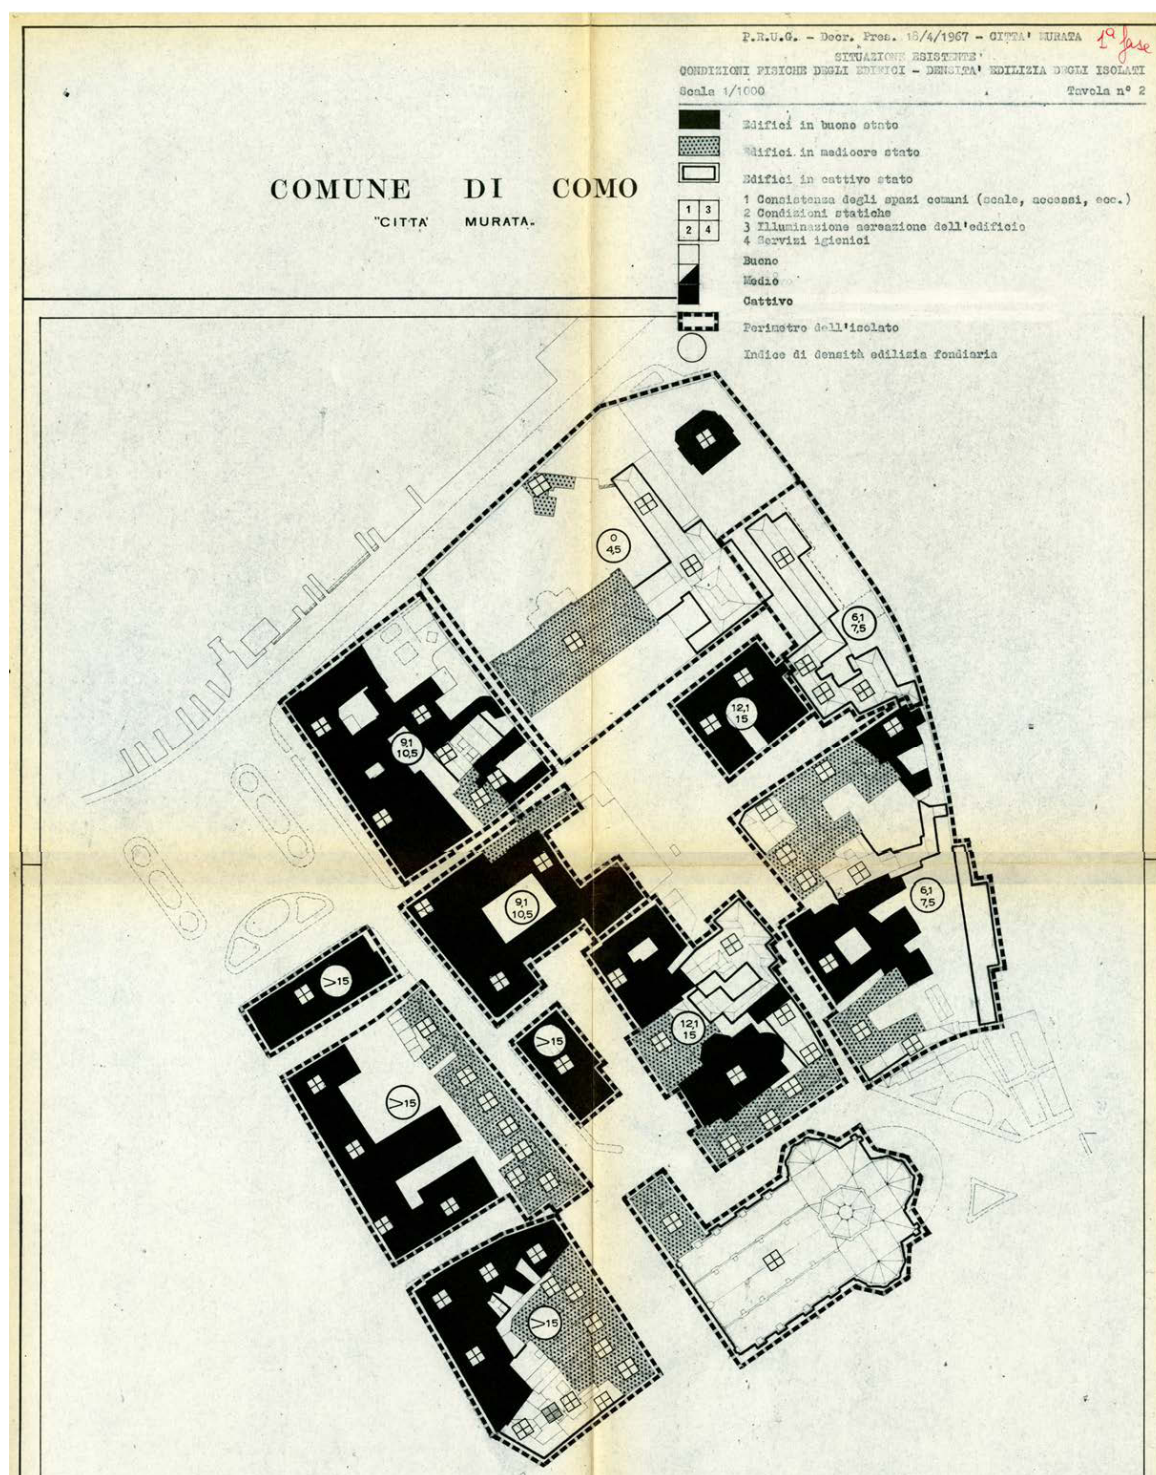 P.R.U.G. - Decr. Pres. 18/4/1967 - CITTA' MURATA
1ª fase
SITUAZIONE ESISTENTE
CONDIZIONI FISICHE DEGLI EDIFICI - DENSITA' EDILIZIA DEGLI ISOLATI
Scala 1/1000
Tavola nº 2
Edifici in buono stato
Edifici in mediocre stato
Edifici in cattivo stato
COMUNE DI COMO
"CITTA' MURATA"
1 3
2 4
1 Consistenza degli spazi comuni (scale, accessi, ecc.)
2 Condizioni statiche
3 Illuminazione aereazione dell'edificio
4 Servizi igienici
Buono
Medio
Cattivo
Perimetro dell'isolato
Indice di densità edilizia fondiaria
0
4,5
6,1
7,5
12,1
15
9,1
10,5
6,1
7,5
9,1
10,5
>15
12,1
15
>15
>15
>15